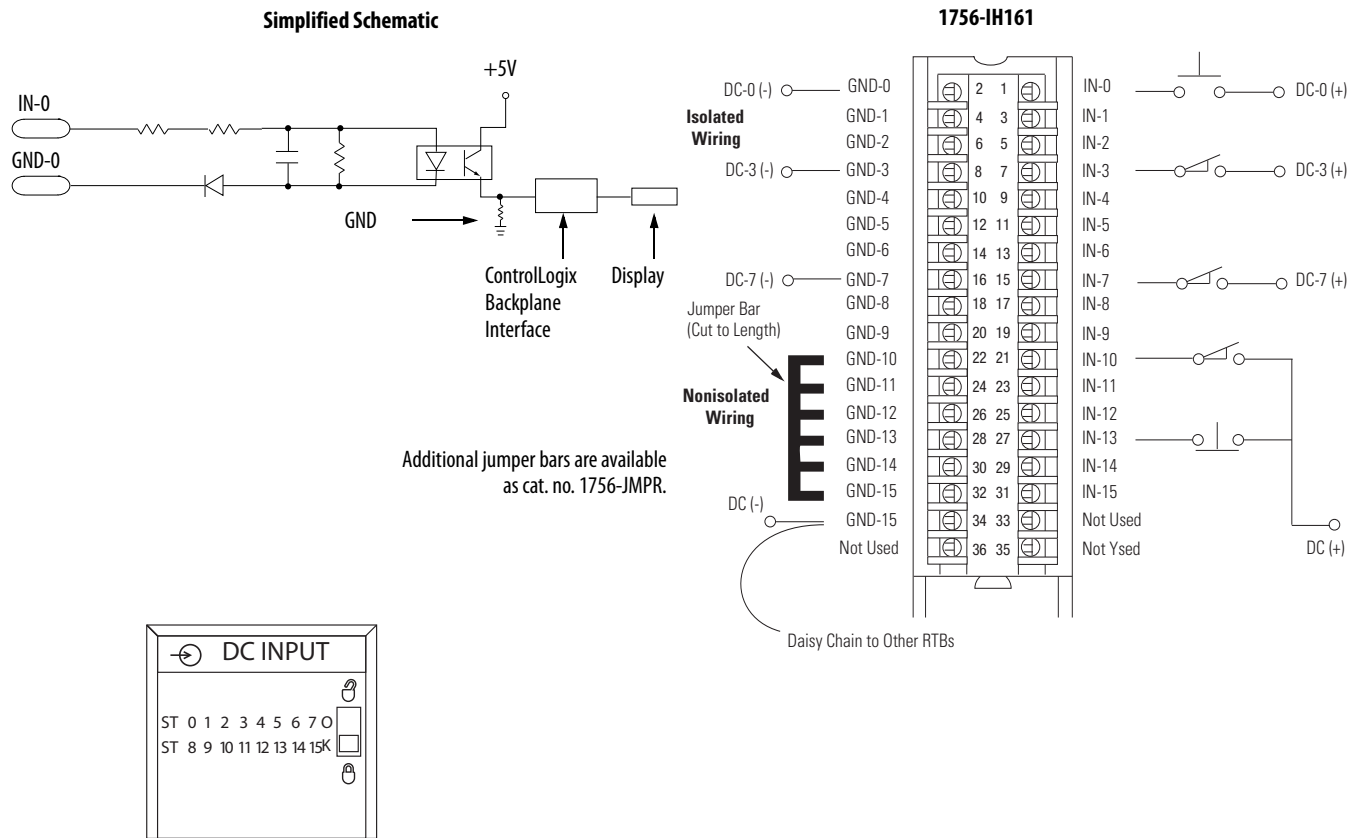 Simplified Schematic
+5V
IN-0
GND-0
GND
ControlLogix
Backplane
Interface
Display
Additional jumper bars are available
as cat. no. 1756-JMPR.
1756-IH161
DC-0 (-) GND-0 2 1 IN-0 DC-0 (+)
Isolated
Wiring
GND-1 4 3 IN-1
GND-2 6 5 IN-2
DC-3 (-) GND-3 8 7 IN-3 DC-3 (+)
GND-4 10 9 IN-4
GND-5 12 11 IN-5
GND-6 14 13 IN-6
DC-7 (-) GND-7 16 15 IN-7 DC-7 (+)
GND-8 18 17 IN-8
Jumper Bar
(Cut to Length)
GND-9 20 19 IN-9
GND-10 22 21 IN-10
GND-11 24 23 IN-11
Nonisolated
Wiring
GND-12 26 25 IN-12
GND-13 28 27 IN-13
GND-14 30 29 IN-14
GND-15 32 31 IN-15
DC (-) GND-15 34 33 Not Used
Not Used 36 35 Not Ysed DC (+)
Daisy Chain to Other RTBs
DC INPUT
ST 0 1 2 3 4 5 6 7 O
ST 8 9 10 11 12 13 14 15 K